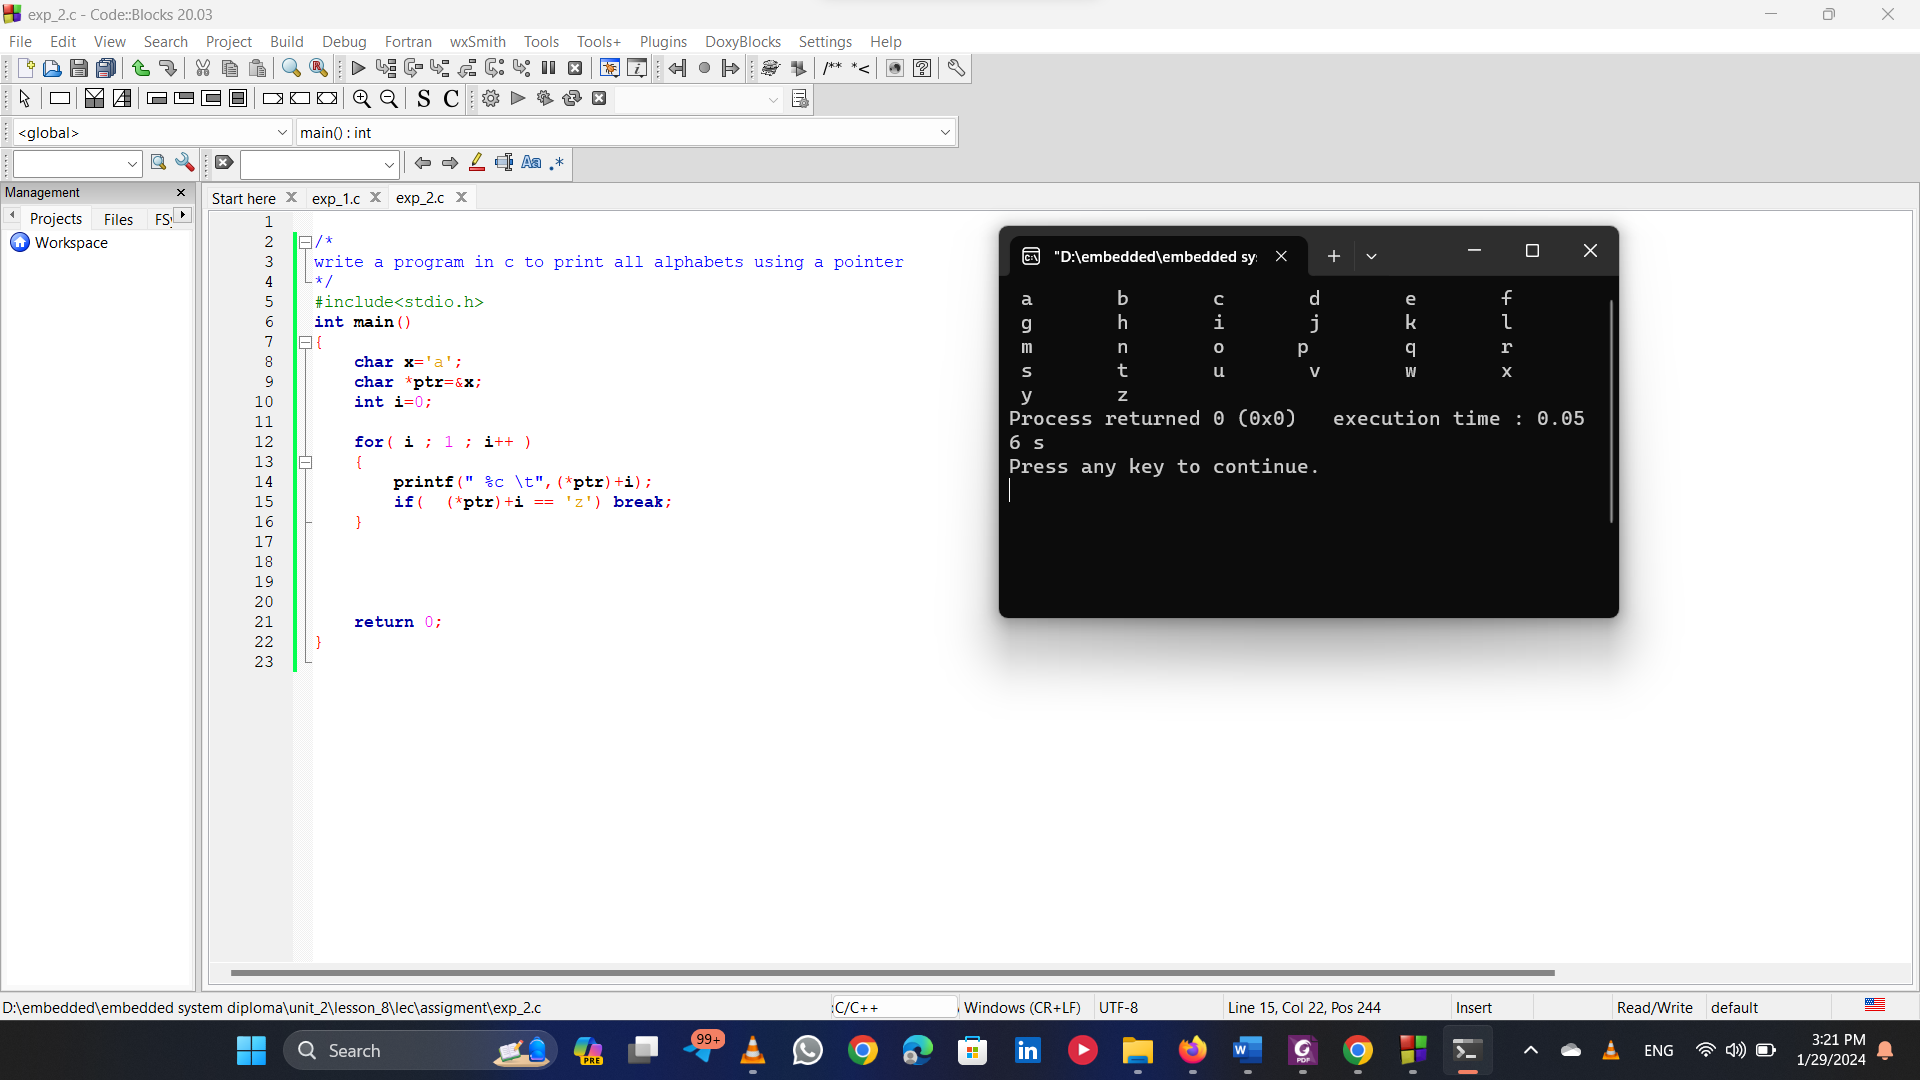 exp_2.c - Code::Blocks 20.03
File Edit View Search Project Build Debug Fortran wxSmith Tools Tools+ Plugins DoxyBlocks Settings Help
/** *<
S C
<global> main() : int
Aa .*
Management
Projects Files FSy
Workspace
Start here exp_1.c exp_2.c
1
2 /*
3 write a program in c to print all alphabets using a pointer
4 */
5 #include<stdio.h>
6 int main()
7 {
8 char x='a';
9 char *ptr=&x;
10 int i=0;
11
12 for( i ; 1 ; i++ )
13 {
14 printf(" %c \t",(*ptr)+i);
15 if(  (*ptr)+i == 'z') break;
16 }
17
18
19
20
21 return 0;
22 }
23
"D:\embedded\embedded sy:
a b c d e f
g h i j k l
m n o p q r
s t u v w x
y z
Process returned 0 (0x0)   execution time : 0.05
6 s
Press any key to continue.
D:\embedded\embedded system diploma\unit_2\lesson_8\lec\assigment\exp_2.c C/C++ Windows (CR+LF) UTF-8 Line 15, Col 22, Pos 244 Insert Read/Write default
Search PRE 99+ ENG 3:21 PM
1/29/2024